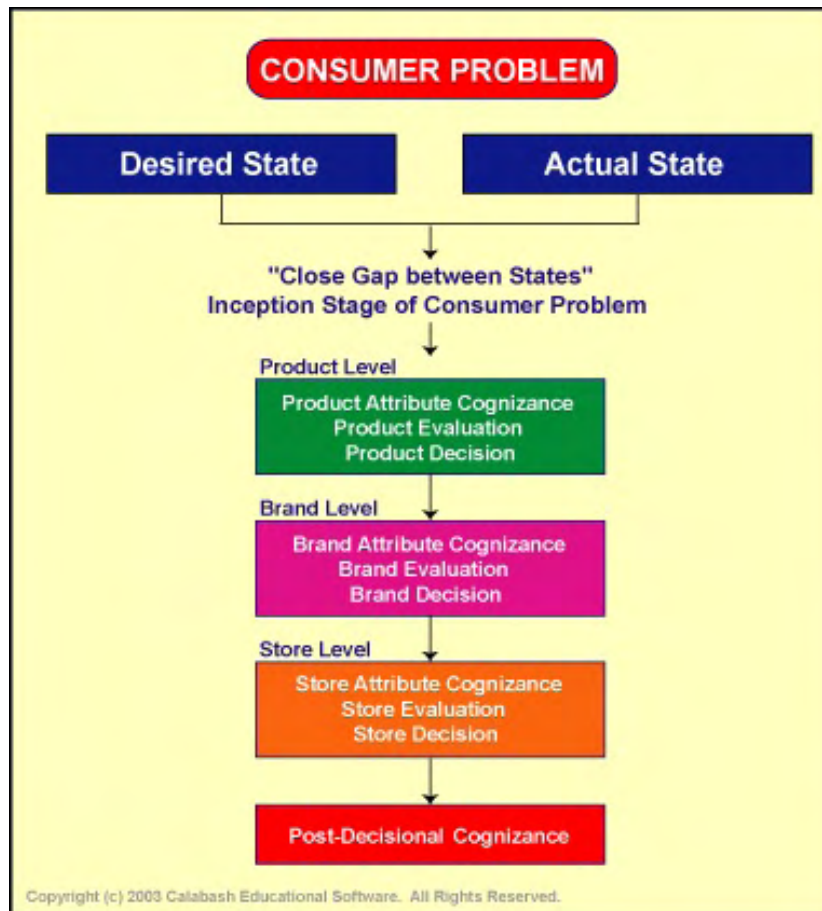 CONSUMER PROBLEM
Desired State
Actual State
"Close Gap between States"
Inception Stage of Consumer Problem
Product Level
Product Attribute Cognizance
Product Evaluation
Product Decision
Brand Level
Brand Attribute Cognizance
Brand Evaluation
Brand Decision
Store Level
Store Attribute Cognizance
Store Evaluation
Store Decision
Post-Decisional Cognizance
Copyright (c) 2003 Calabash Educational Software. All Rights Reserved.